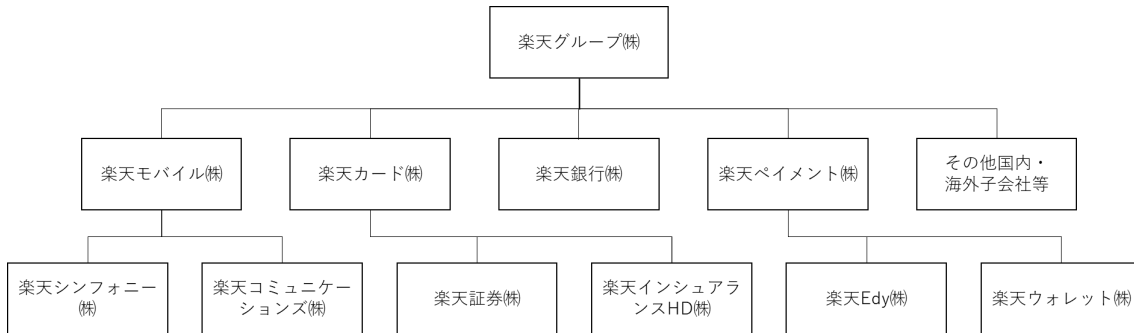 楽天グループ㈱
楽天モバイル㈱
楽天カード㈱
楽天銀行㈱
楽天ペイメント㈱
その他国内・
海外子会社等
楽天シンフォニー
㈱
楽天コミュニケー
ションズ㈱
楽天証券㈱
楽天インシュアラ
ンスHD㈱
楽天Edy㈱
楽天ウォレット㈱